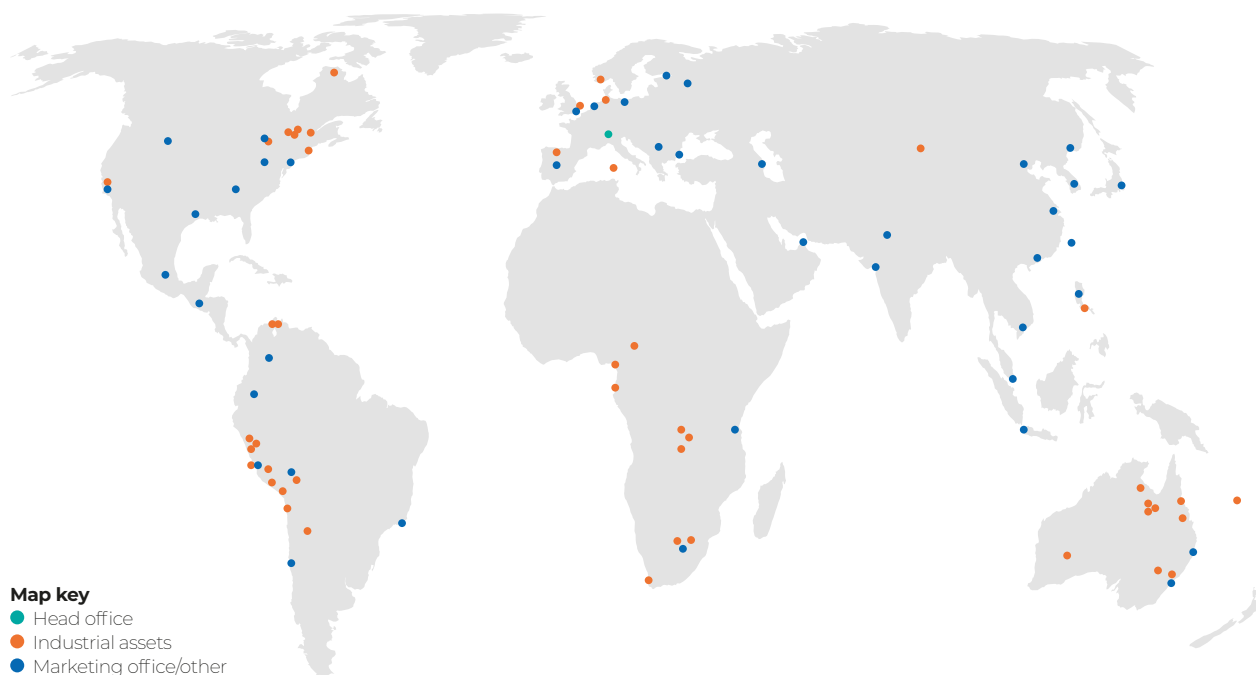 Map key
Head office
Industrial assets
Marketing office/other